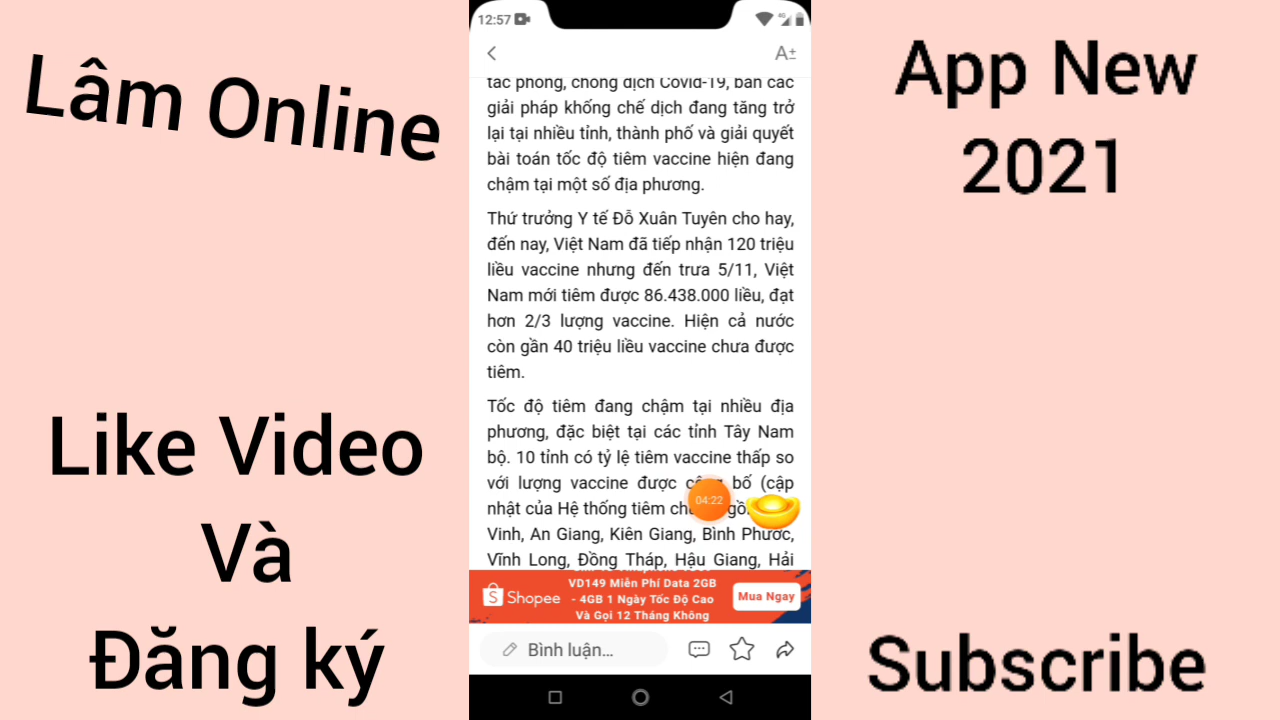 Lâm Online
Like Video
Và
Đăng ký
12:57
4G
A±
tác phòng, chống dịch Covid-19, bàn các
giải pháp khống chế dịch đang tăng trở
lại tại nhiều tỉnh, thành phố và giải quyết
bài toán tốc độ tiêm vaccine hiện đang
chậm tại một số địa phương.
Thứ trưởng Y tế Đỗ Xuân Tuyên cho hay,
đến nay, Việt Nam đã tiếp nhận 120 triệu
liều vaccine nhưng đến trưa 5/11, Việt
Nam mới tiêm được 86.438.000 liều, đạt
hơn 2/3 lượng vaccine. Hiện cả nước
còn gần 40 triệu liều vaccine chưa được
tiêm.
Tốc độ tiêm đang chậm tại nhiều địa
phương, đặc biệt tại các tỉnh Tây Nam
bộ. 10 tỉnh có tỷ lệ tiêm vaccine thấp so
với lượng vaccine được bố (cập
nhật của Hệ thống tiêm
04:22
Vinh, An Giang, Kiên Giang, Bình Phước,
Vĩnh Long, Đồng Tháp, Hậu Giang, Hải
Shopee
VD149 Miễn Phí Data 2GB
- 4GB 1 Ngày Tốc Độ Cao
Và Gọi 12 Tháng Không
Mua Ngay
Bình luận...
App New
2021
Subscribe